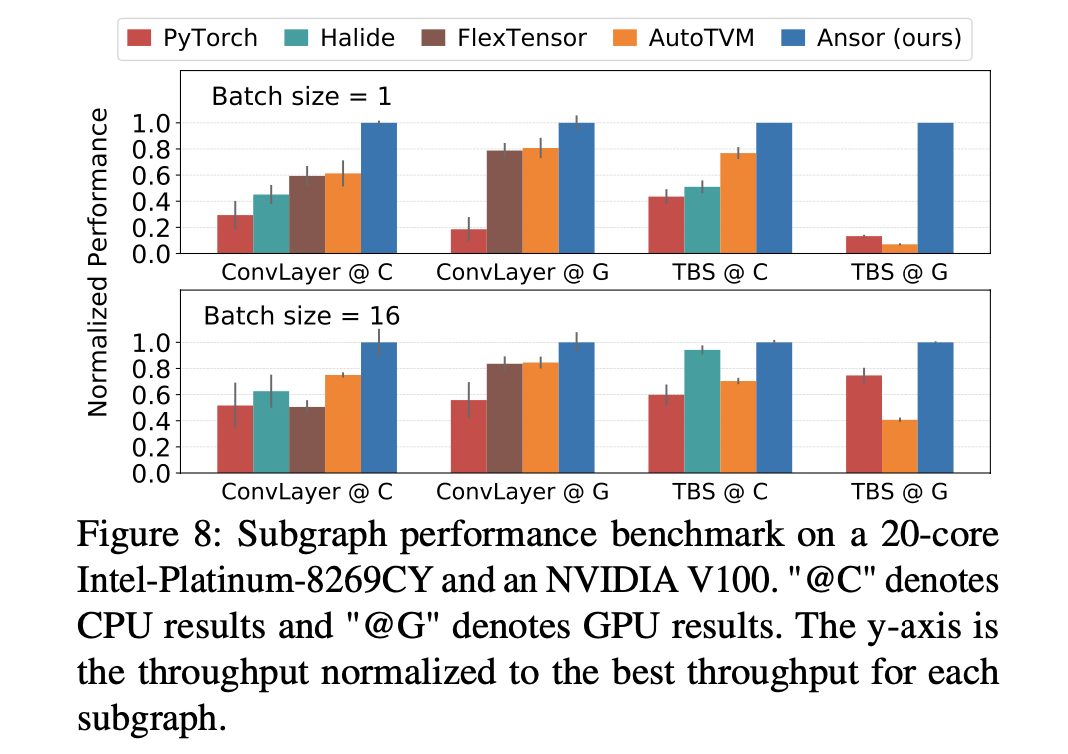 PyTorch Halide FlexTensor AutoTVM Ansor (ours)
Normalized Performance
Batch size = 1
1.0
0.8
0.6
0.4
0.2
0.0
ConvLayer @ C ConvLayer @ G TBS @ C TBS @ G
Batch size = 16
1.0
0.8
0.6
0.4
0.2
0.0
ConvLayer @ C ConvLayer @ G TBS @ C TBS @ G
Figure 8: Subgraph performance benchmark on a 20-core
Intel-Platinum-8269CY and an NVIDIA V100. "@C" denotes
CPU results and "@G" denotes GPU results. The y-axis is
the throughput normalized to the best throughput for each
subgraph.